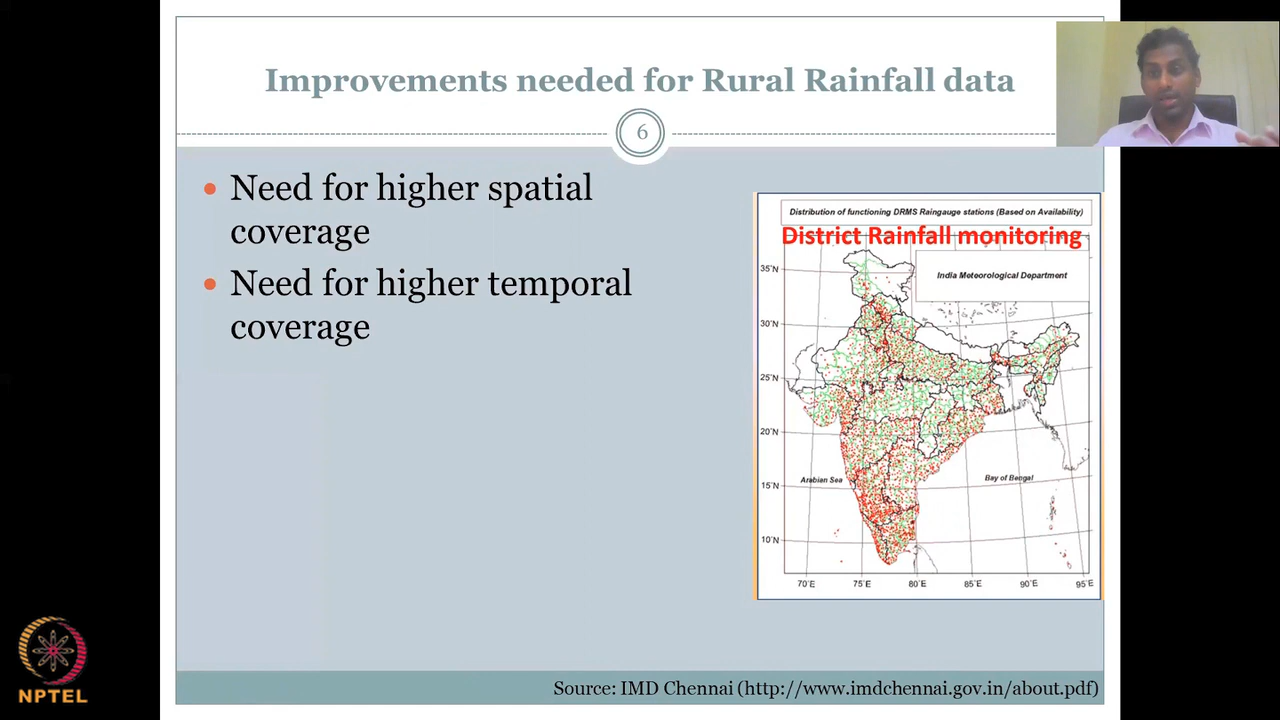 Improvements needed for Rural Rainfall data
6
• Need for higher spatial
coverage
• Need for higher temporal
coverage
Distribution of functioning DRMS Raingauge stations (Based on Availability)
District Rainfall monitoring
India Meteorological Department
35°N
30°N
25°N
20°N
15°N
10°N
Arabian Sea
Bay of Bengal
70°E
75°E
80°E
85°E
90°E
95°E
NPTEL
Source: IMD Chennai (http://www.imdchennai.gov.in/about.pdf)